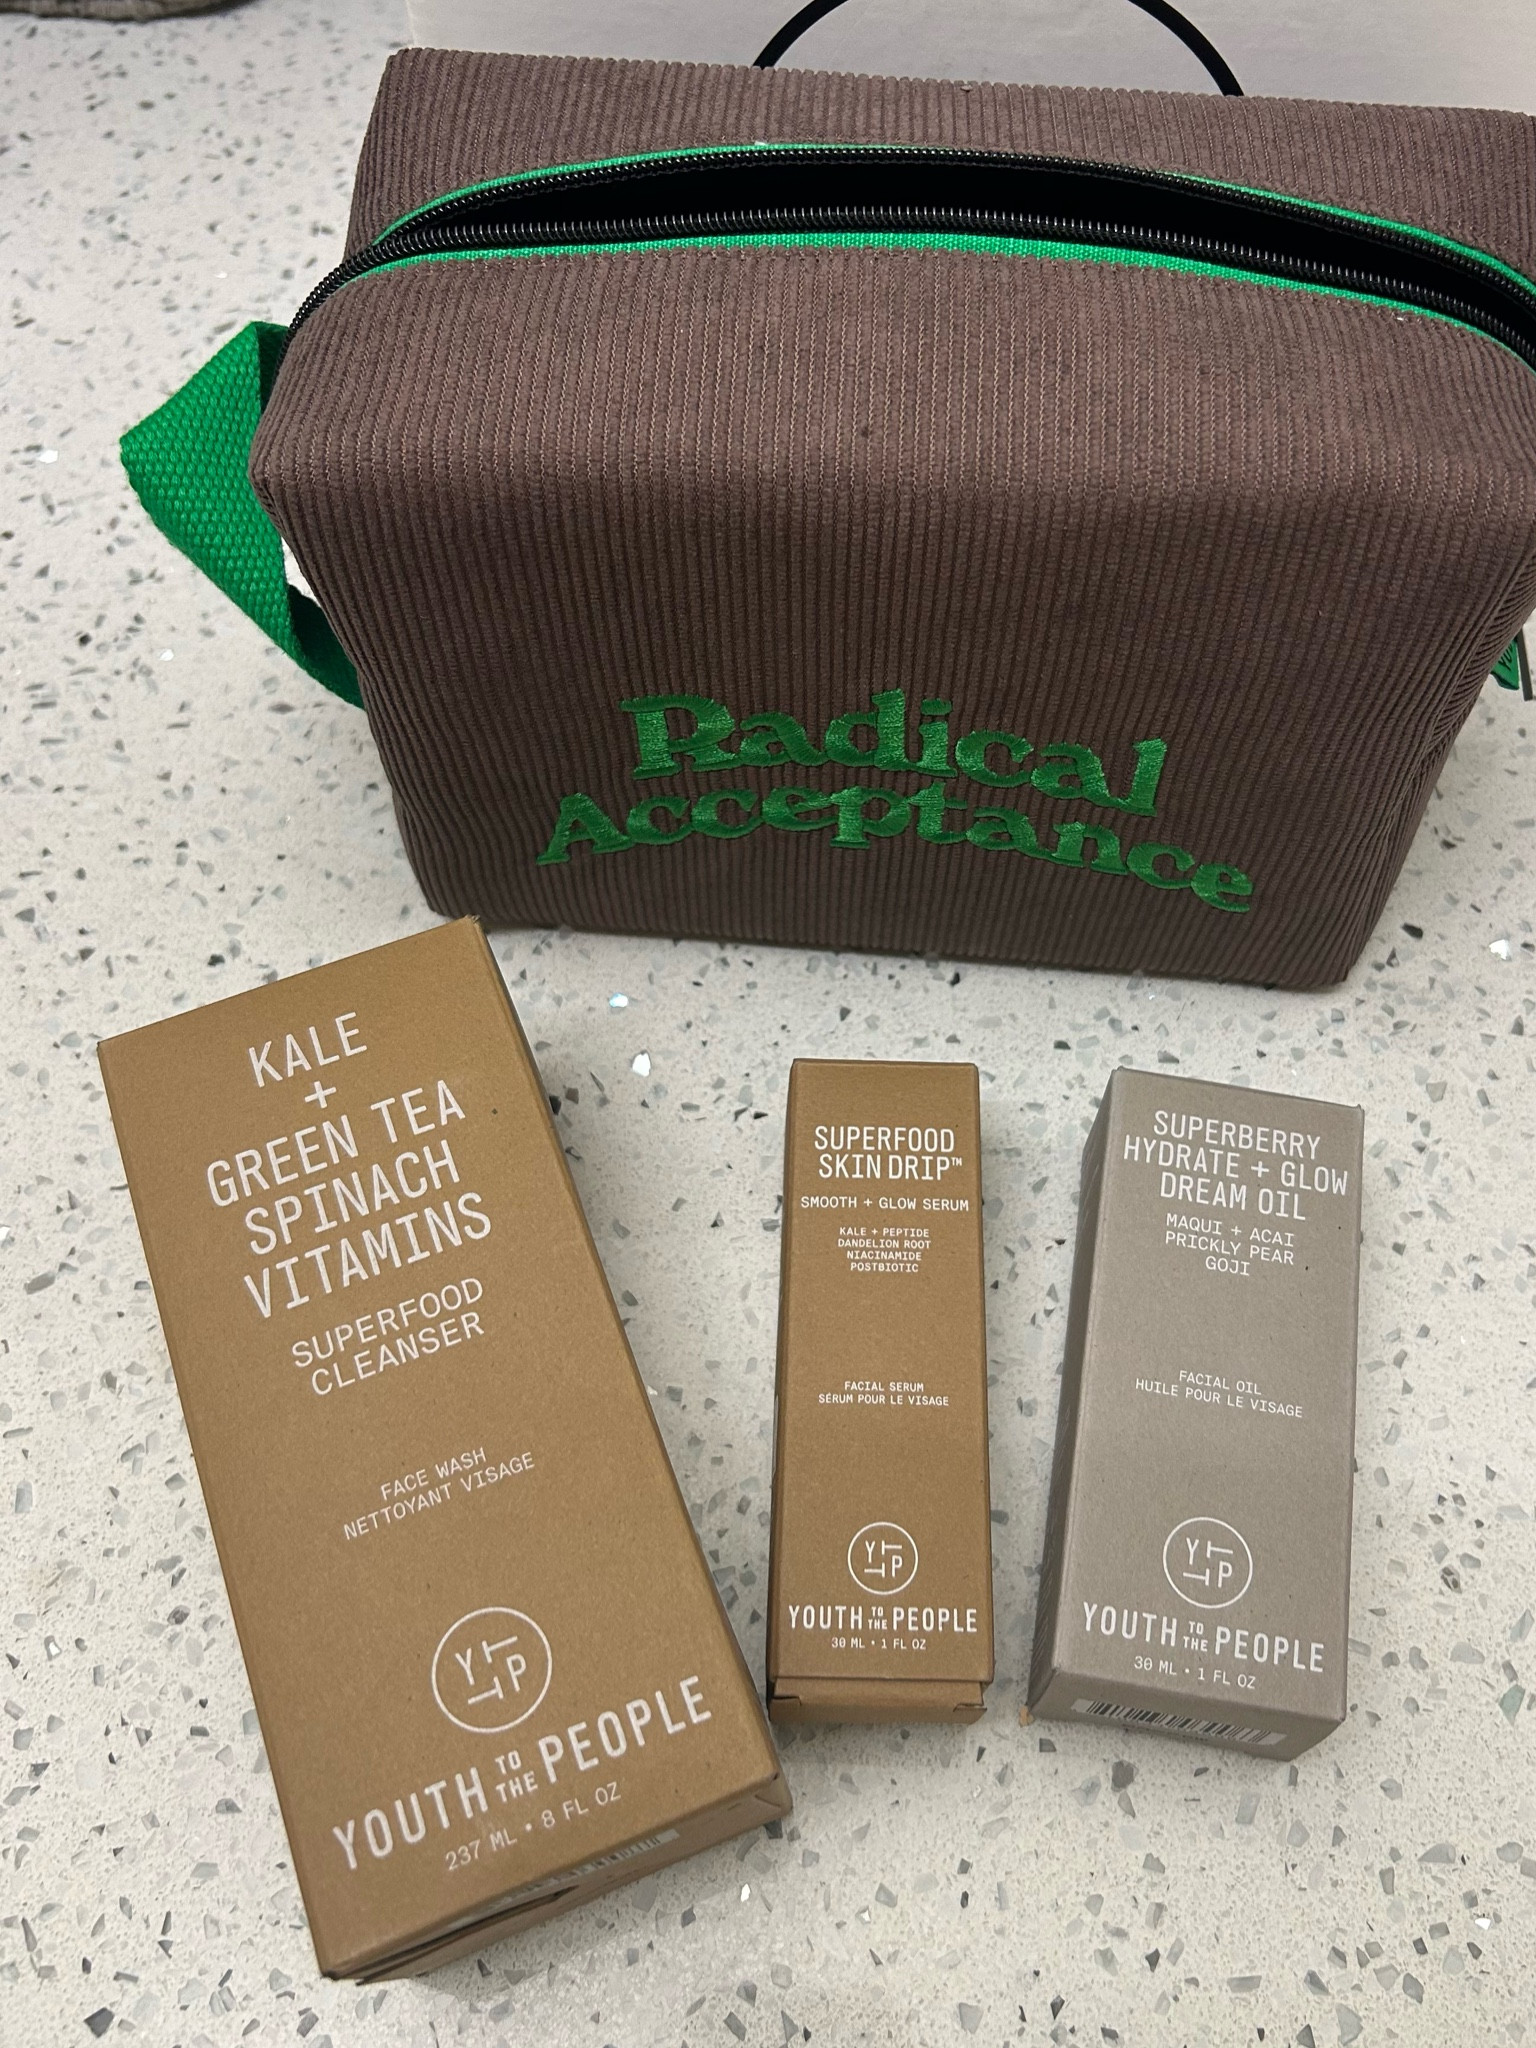 Radical
Acceptance
KALE
+
GREEN TEA
SPINACH
VITAMINS
SUPERFOOD
CLEANSER
FACE WASH
NETTOYANT VISAGE
YTTP
YOUTH TO THE PEOPLE
237 ML • 8 FL OZ
SUPERFOOD
SKIN DRIP™
SMOOTH + GLOW SERUM
KALE + PEPTIDE
DANDELION ROOT
NIACINAMIDE
POSTBIOTIC
FACIAL SERUM
SÉRUM POUR LE VISAGE
YTTP
YOUTH TO THE PEOPLE
30 ML • 1 FL OZ
SUPERBERRY
HYDRATE + GLOW
DREAM OIL
MAQUI + ACAI
PRICKLY PEAR
GOJI
FACIAL OIL
HUILE POUR LE VISAGE
YTTP
YOUTH TO THE PEOPLE
30 ML • 1 FL OZ